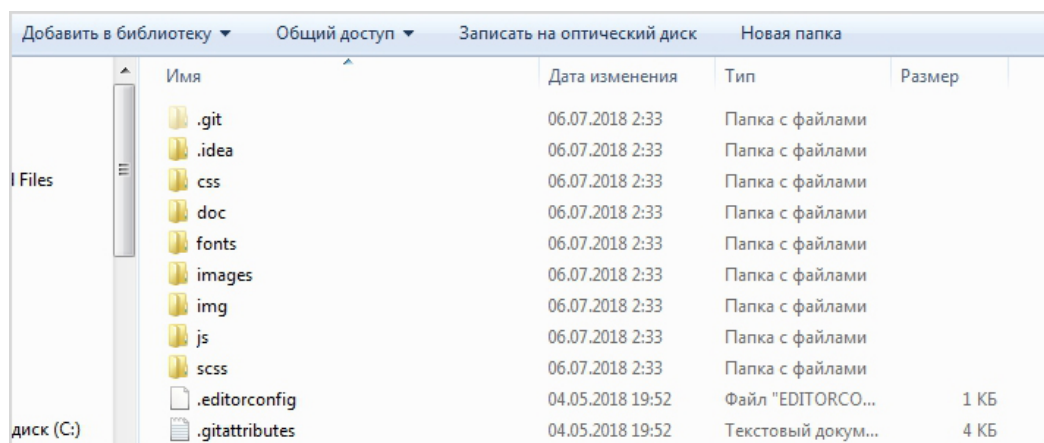 Добавить в библиотеку Общий доступ Записать на оптический диск Новая папка
Имя Дата изменения Тип Размер
.git 06.07.2018 2:33 Папка с файлами
.idea 06.07.2018 2:33 Папка с файлами
l Files css 06.07.2018 2:33 Папка с файлами
doc 06.07.2018 2:33 Папка с файлами
fonts 06.07.2018 2:33 Папка с файлами
images 06.07.2018 2:33 Папка с файлами
img 06.07.2018 2:33 Папка с файлами
js 06.07.2018 2:33 Папка с файлами
scss 06.07.2018 2:33 Папка с файлами
.editorconfig 04.05.2018 19:52 Файл "EDITORCO... 1 КБ
диск (C:) .gitattributes 04.05.2018 19:52 Текстовый докум... 4 КБ